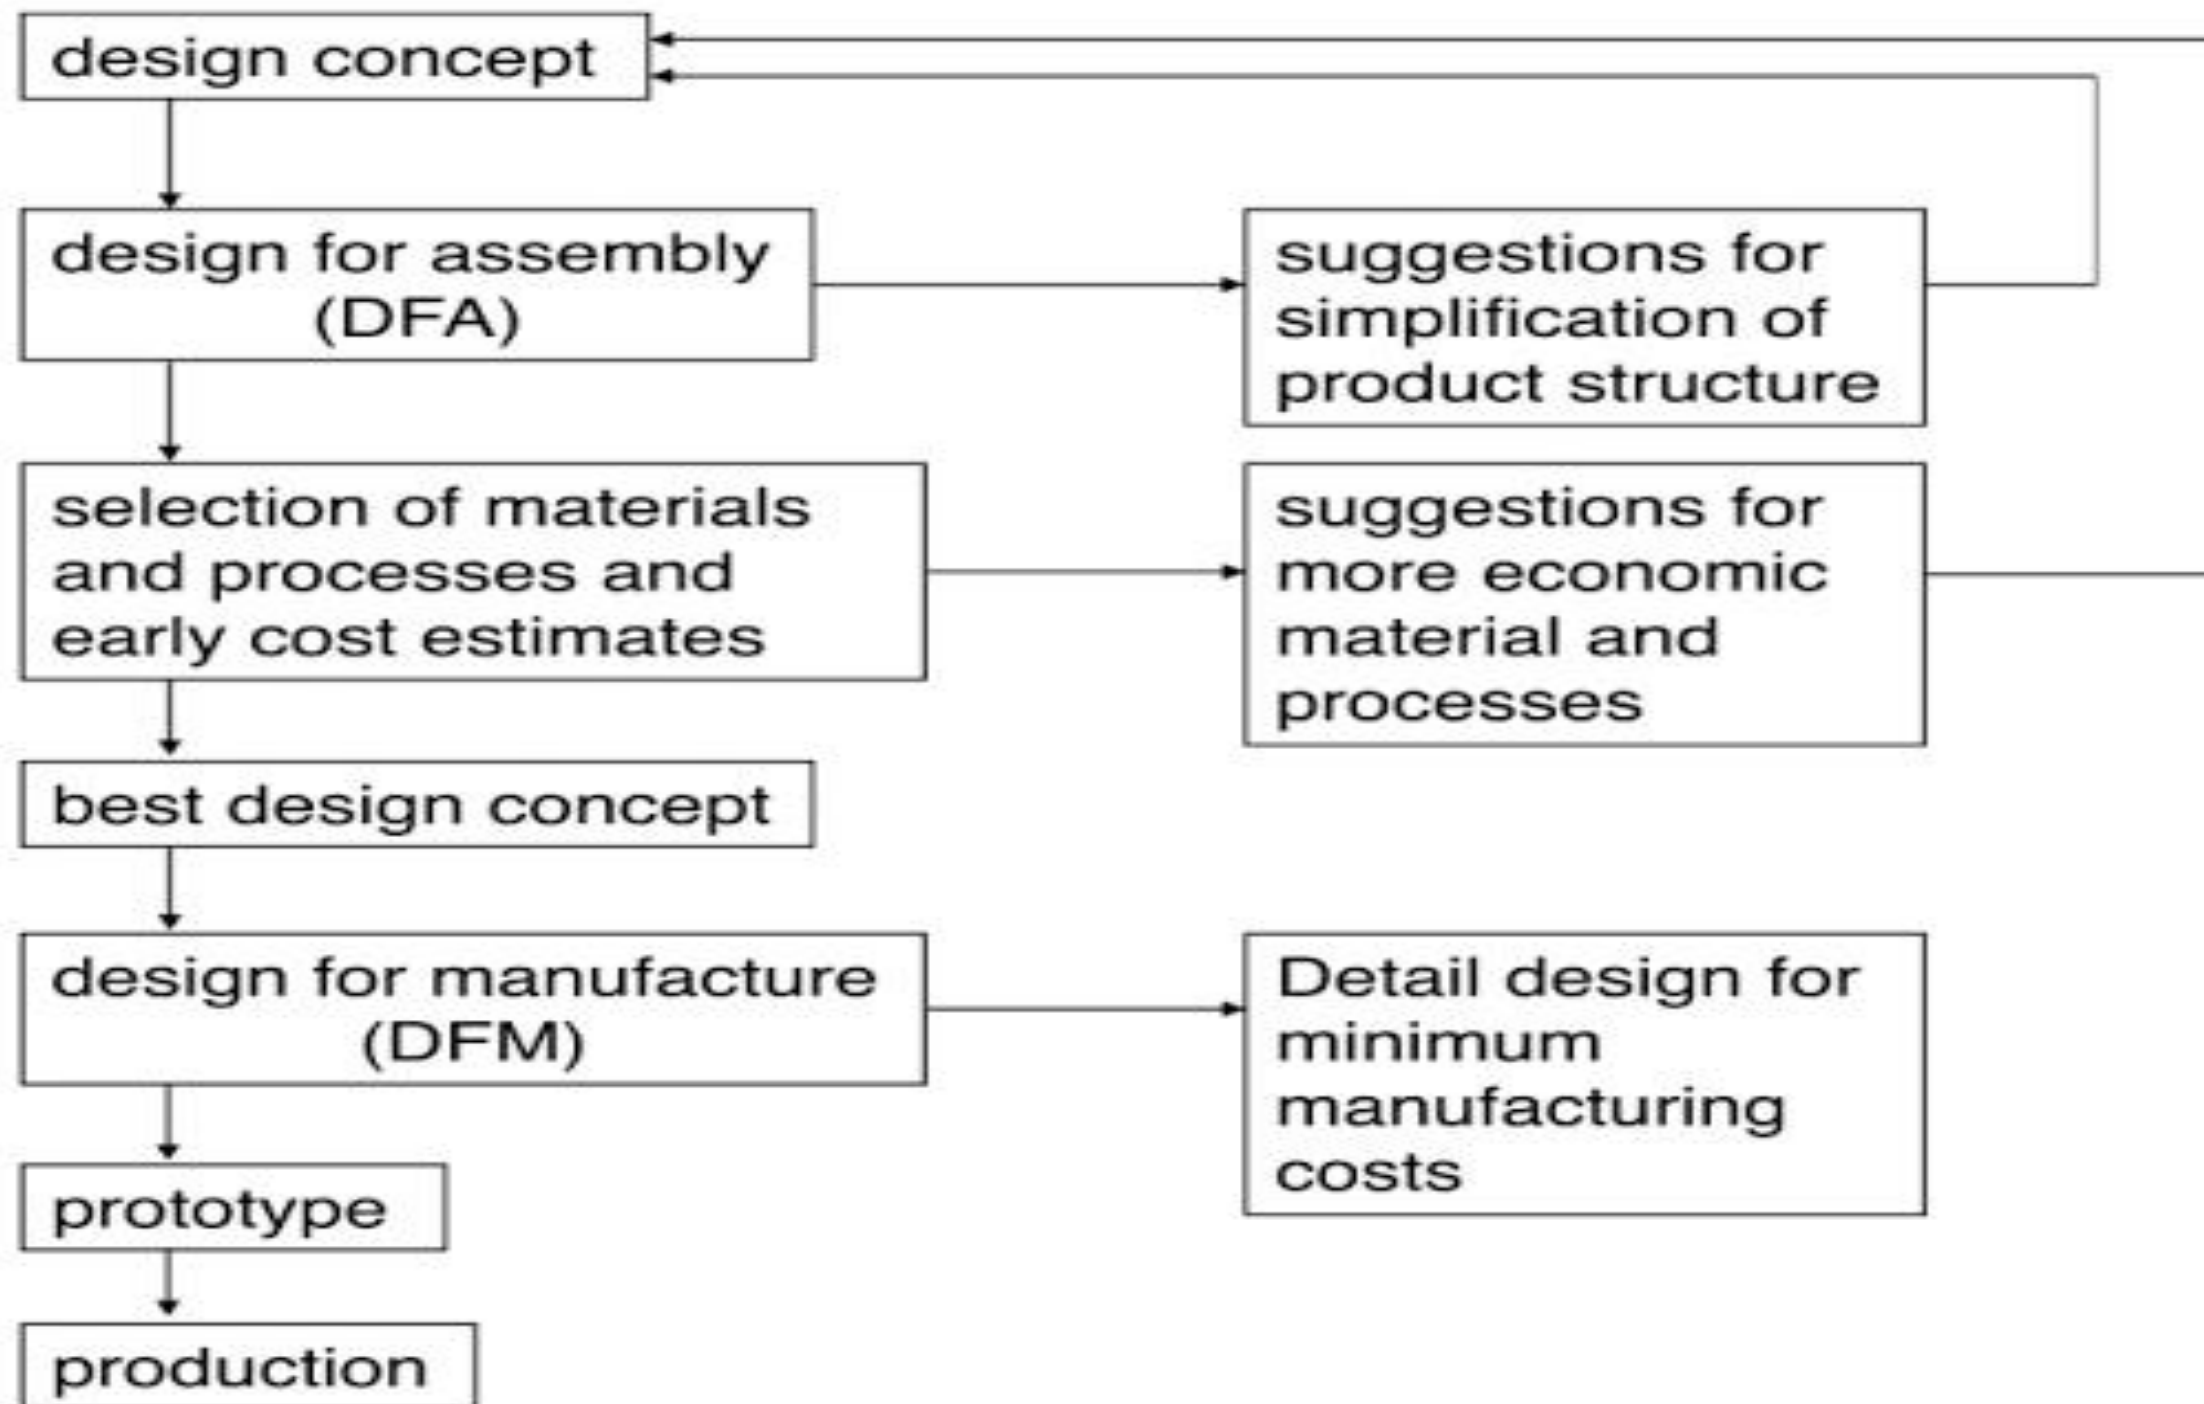 design concept
design for assembly
(DFA)
suggestions for
simplification of
product structure
selection of materials
and processes and
early cost estimates
suggestions for
more economic
material and
processes
best design concept
design for manufacture
(DFM)
Detail design for
minimum
manufacturing
costs
prototype
production